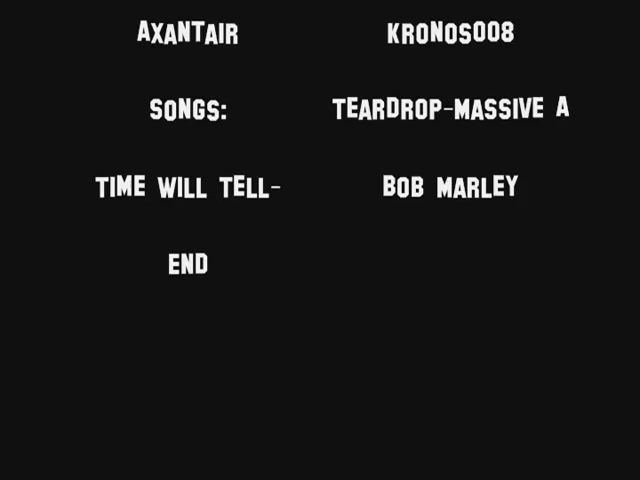 AXANTAIR KRONOS008
SONGS: TEARDROP-MASSIVE A
TIME WILL TELL- BOB MARLEY
END